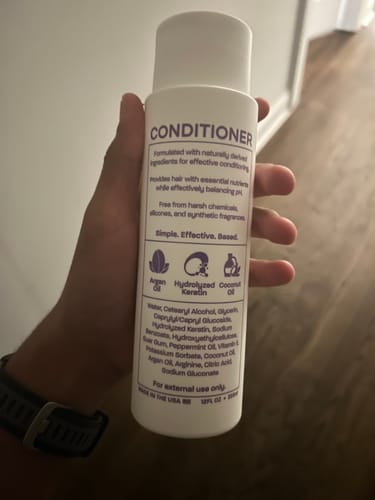 CONDITIONER
Formulated with naturally derived
ingredients for effective conditioning.
Provides hair with essential nutrients
while effectively balancing pH.
Free from harsh chemicals,
silicones, and synthetic fragrances.
Simple. Effective. Based.
Argan
Oil
Hydrolyzed
Keratin
Coconut
Oil
Water, Cetearyl Alcohol, Glycerin,
Caprylyl/Capryl Glucoside,
Hydrolyzed Keratin, Sodium
Benzoate, Hydroxyethylcellulose,
Guar Gum, Peppermint Oil, Vitamin E,
Potassium Sorbate, Coconut Oil,
Argan Oil, Arginine, Citric Acid,
Sodium Gluconate
For external use only.
MADE IN THE USA 12FL OZ